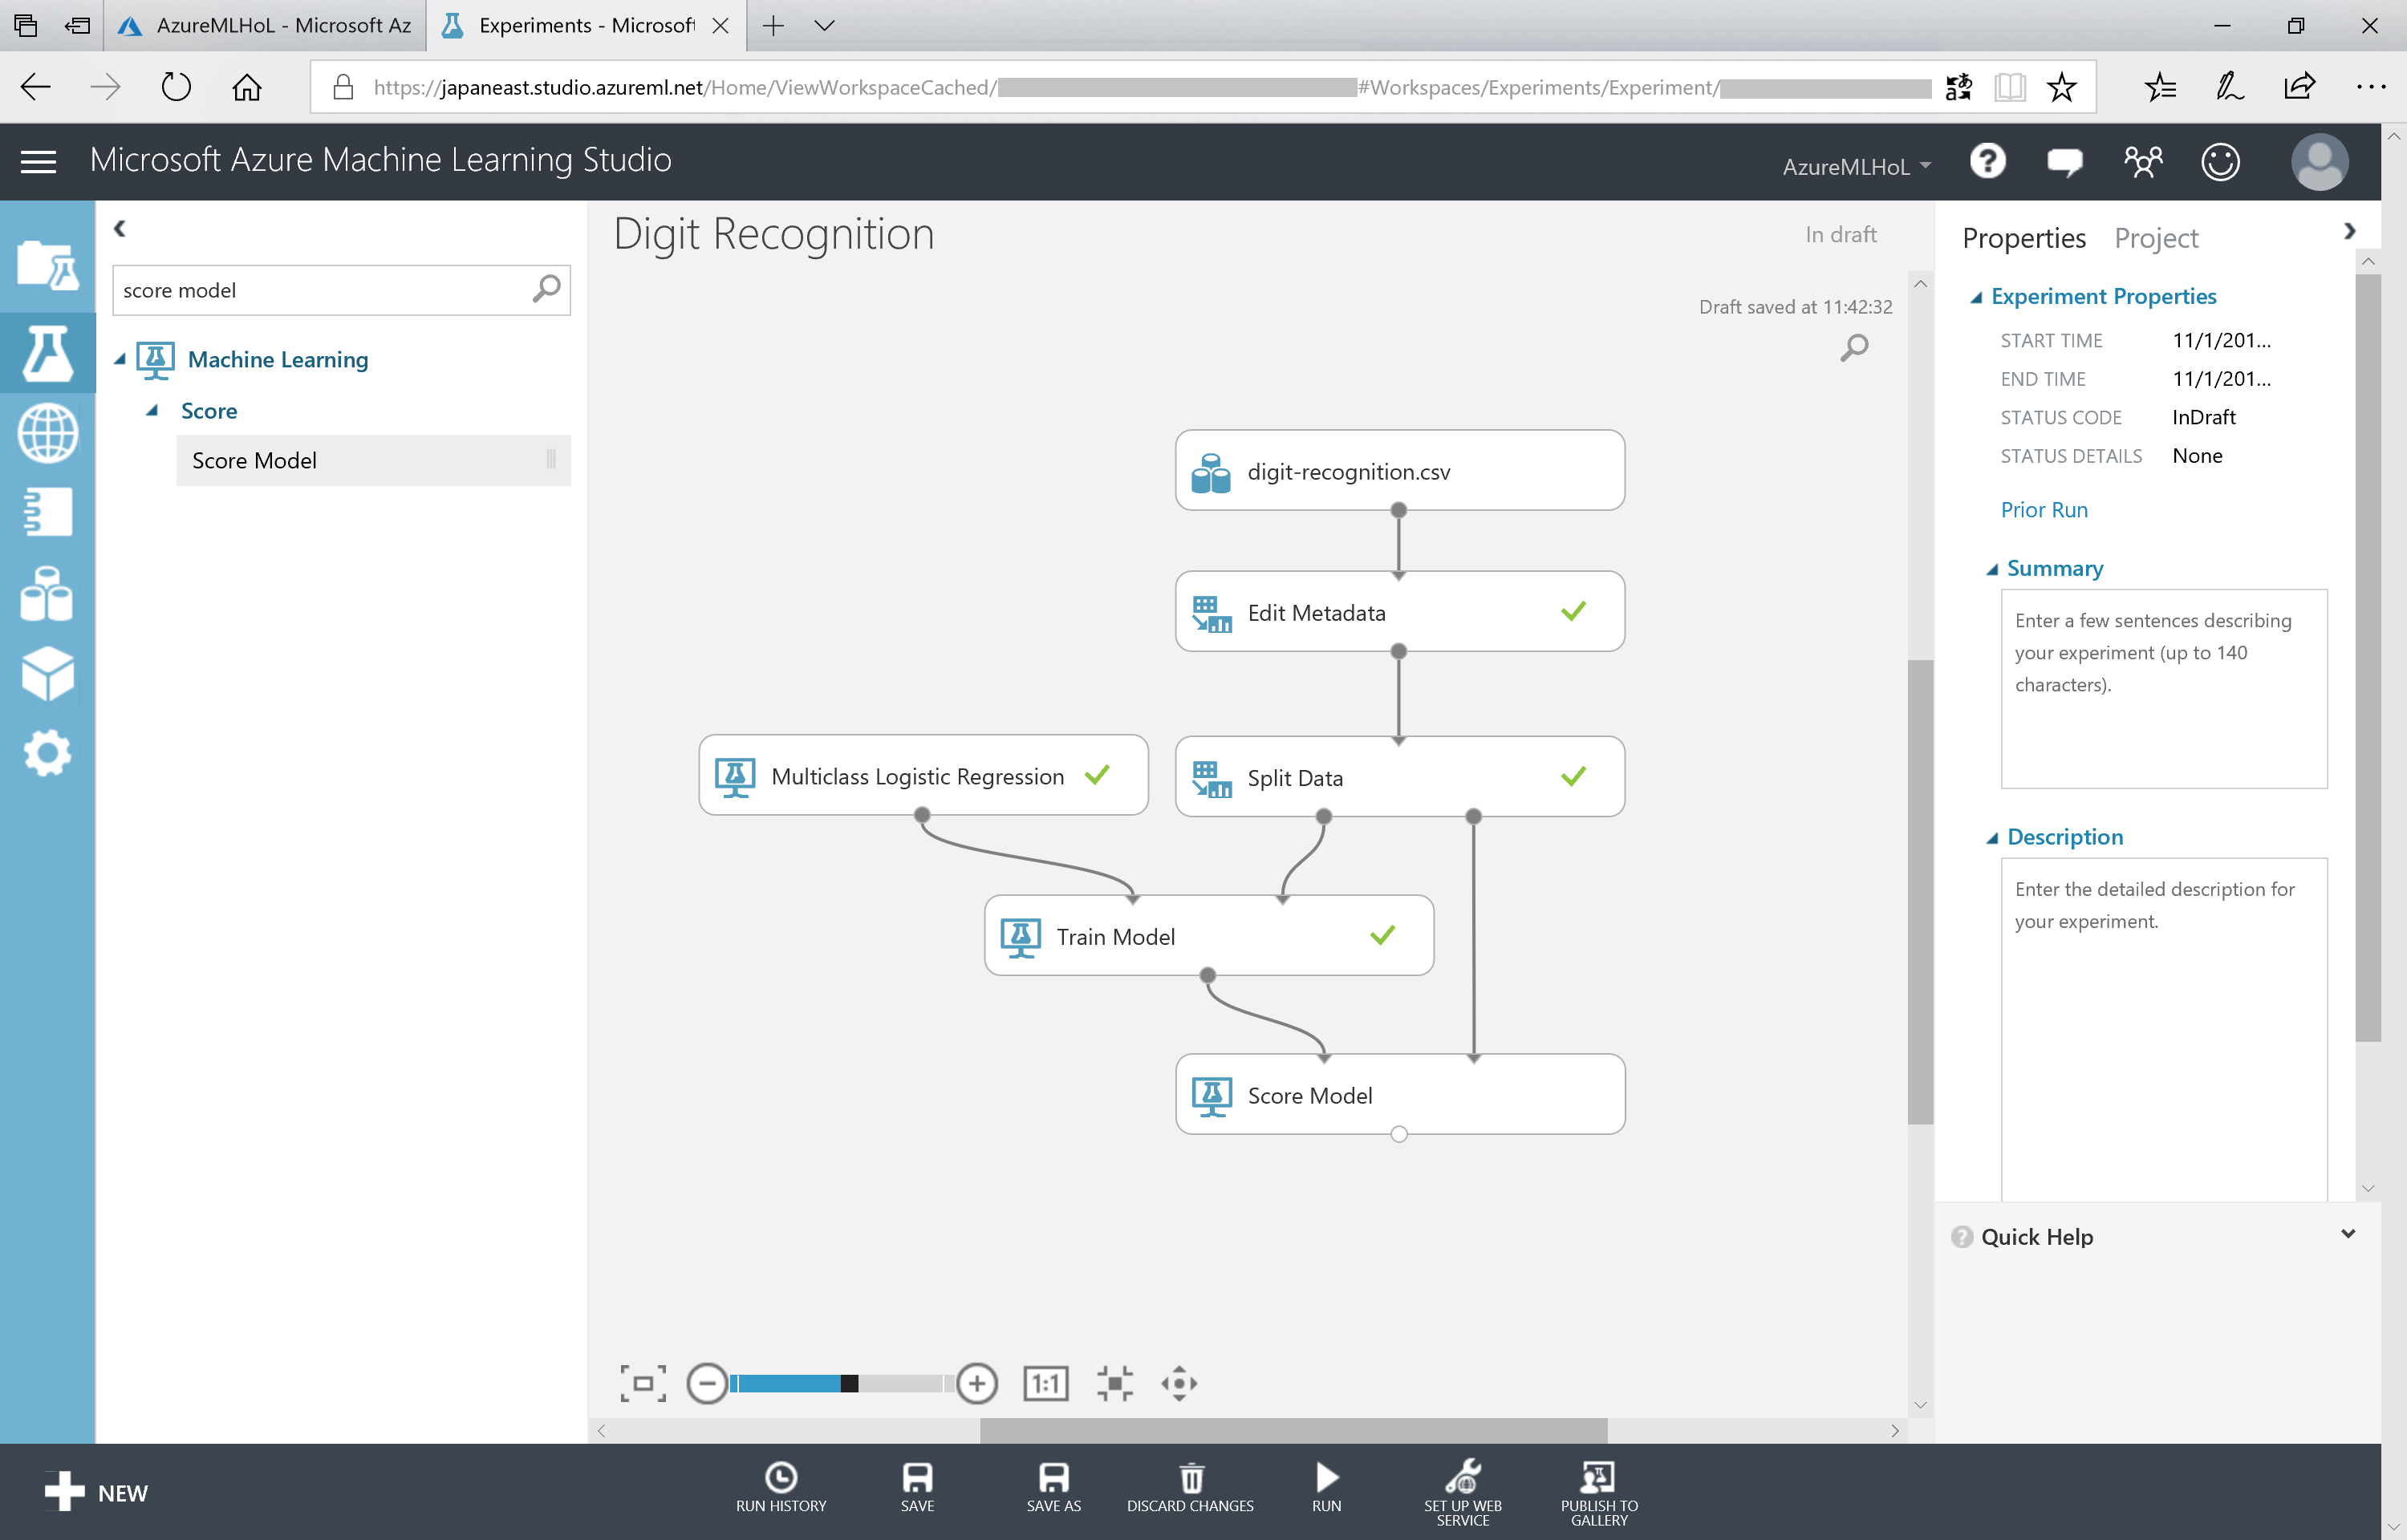 AzureMLHoL - Microsoft Az
Experiments - Microsoft
https://japaneast.studio.azureml.net/Home/ViewWorkspaceCached/
#Workspaces/Experiments/Experiment/
Microsoft Azure Machine Learning Studio
AzureMLHoL
score model
Machine Learning
Score
Score Model
Digit Recognition
In draft
Draft saved at 11:42:32
digit-recognition.csv
Edit Metadata
Multiclass Logistic Regression
Split Data
Train Model
Score Model
1:1
Properties Project
Experiment Properties
START TIME 11/1/201...
END TIME 11/1/201...
STATUS CODE InDraft
STATUS DETAILS None
Prior Run
Summary
Enter a few sentences describing
your experiment (up to 140
characters).
Description
Enter the detailed description for
your experiment.
Quick Help
NEW
RUN HISTORY
SAVE
SAVE AS
DISCARD CHANGES
RUN
SET UP WEB
SERVICE
PUBLISH TO
GALLERY